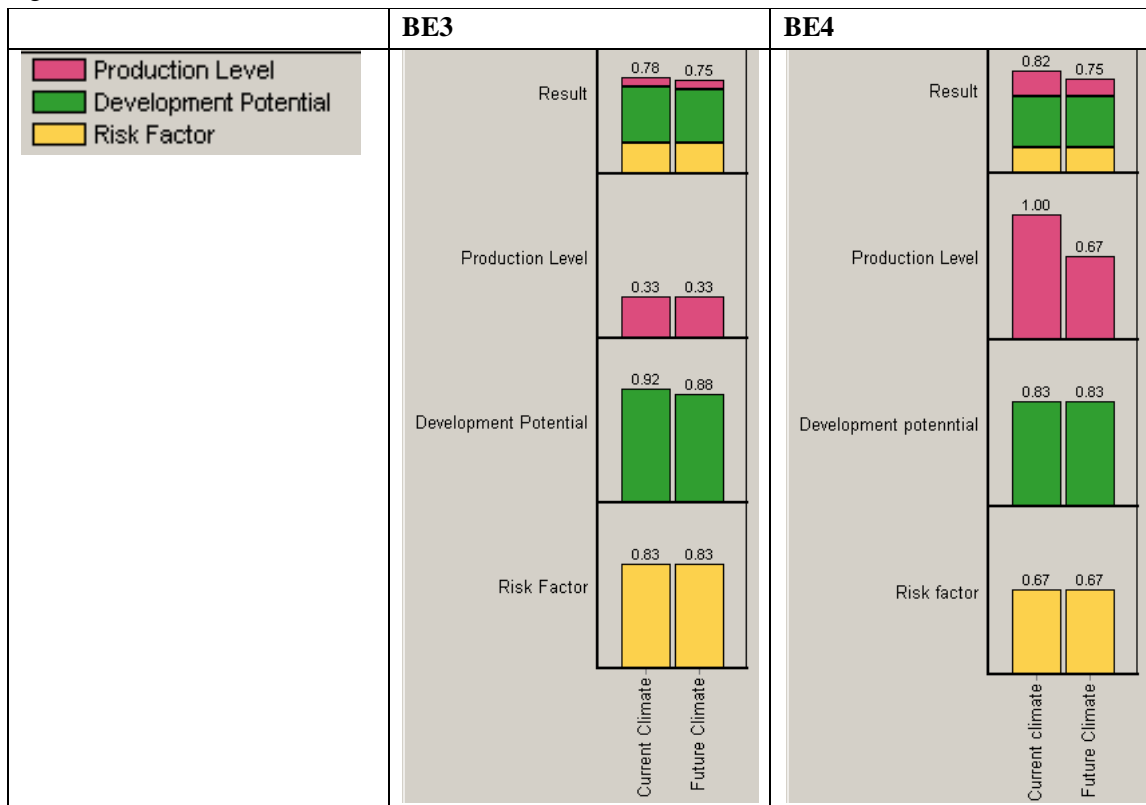 BE3
BE4
Production Level
Development Potential
Risk Factor
0.78
0.75
Result
Production Level
0.33
0.33
0.92
0.88
Development Potential
0.83
0.83
Risk Factor
Current Climate
Future Climate
0.82
0.75
Result
1.00
0.67
Production Level
0.83
0.83
Development potenntial
0.67
0.67
Risk factor
Current climate
Future Climate